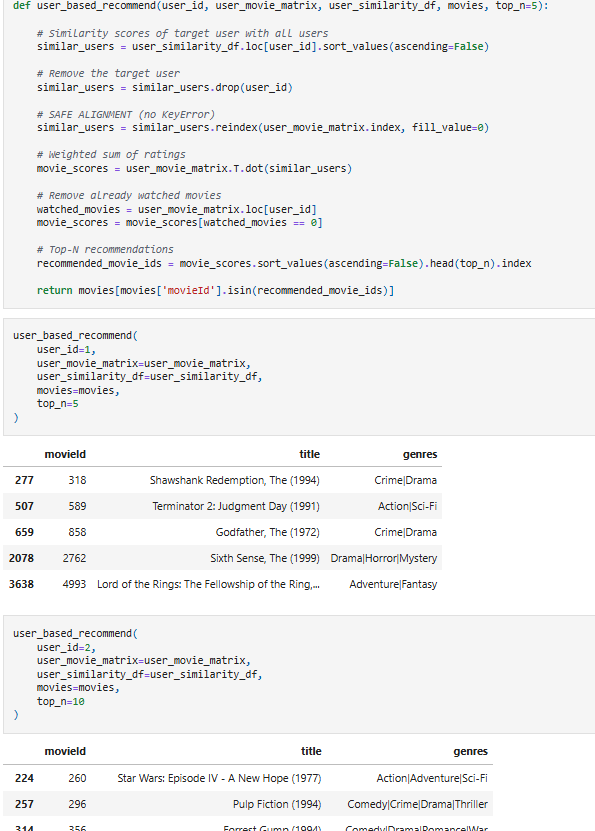 def user_based_recommend(user_id, user_movie_matrix, user_similarity_df, movies, top_n=5):
# Similarity scores of target user with all users
similar_users = user_similarity_df.loc[user_id].sort_values(ascending=False)
# Remove the target user
similar_users = similar_users.drop(user_id)
# SAFE ALIGNMENT (no KeyError)
similar_users = similar_users.reindex(user_movie_matrix.index, fill_value=0)
# Weighted sum of ratings
movie_scores = user_movie_matrix.T.dot(similar_users)
# Remove already watched movies
watched_movies = user_movie_matrix.loc[user_id]
movie_scores = movie_scores[watched_movies == 0]
# Top-N recommendations
recommended_movie_ids = movie_scores.sort_values(ascending=False).head(top_n).index
return movies[movies['movieId'].isin(recommended_movie_ids)]
user_based_recommend(
user_id=1,
user_movie_matrix=user_movie_matrix,
user_similarity_df=user_similarity_df,
movies=movies,
top_n=5
)
movieId title genres
277 318 Shawshank Redemption, The (1994) Crime|Drama
507 589 Terminator 2: Judgment Day (1991) Action|Sci-Fi
659 858 Godfather, The (1972) Crime|Drama
2078 2762 Sixth Sense, The (1999) Drama|Horror|Mystery
3638 4993 Lord of the Rings: The Fellowship of the Ring,... Adventure|Fantasy
user_based_recommend(
user_id=2,
user_movie_matrix=user_movie_matrix,
user_similarity_df=user_similarity_df,
movies=movies,
top_n=10
)
movieId title genres
224 260 Star Wars: Episode IV - A New Hope (1977) Action|Adventure|Sci-Fi
257 296 Pulp Fiction (1994) Comedy|Crime|Drama|Thriller
314 356 Forrest Gump (1994) Comedy|Drama|Romance|War